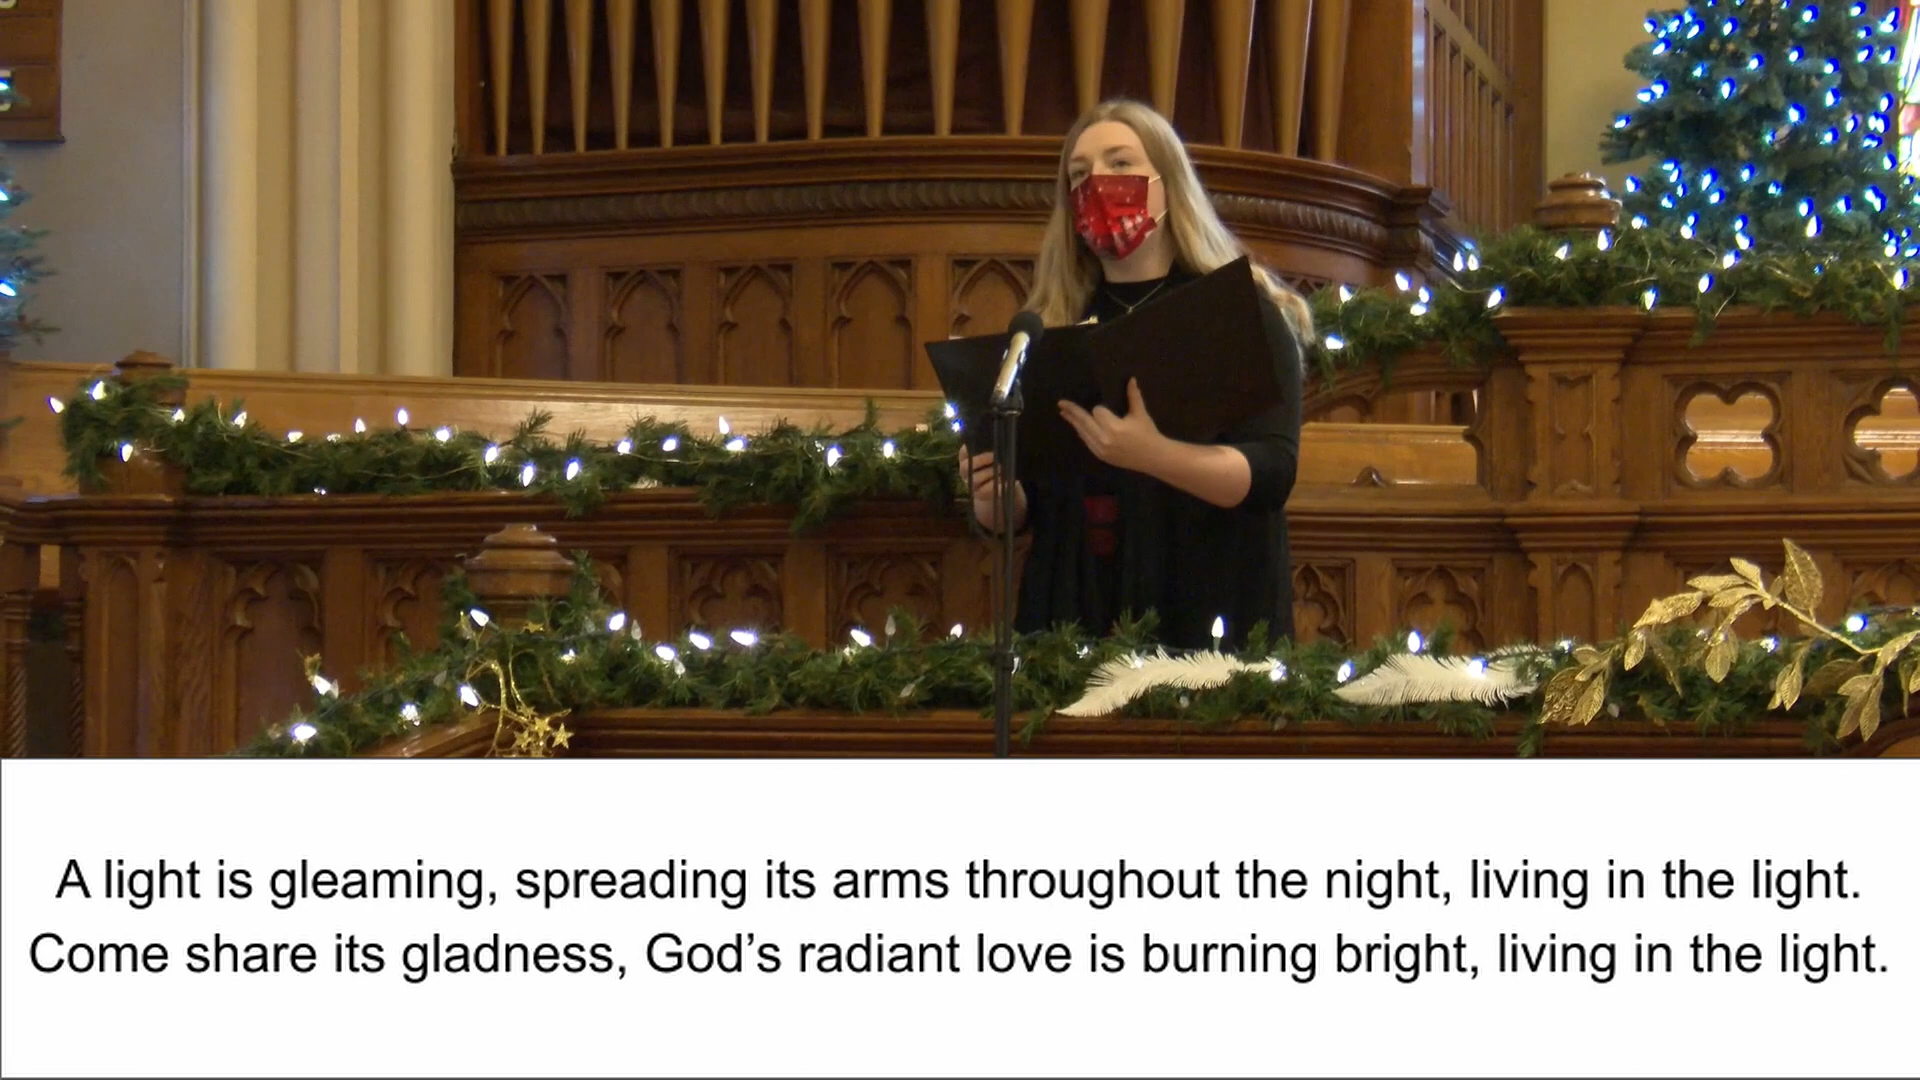 A light is gleaming, spreading its arms throughout the night, living in the light.
Come share its gladness, God’s radiant love is burning bright, living in the light.